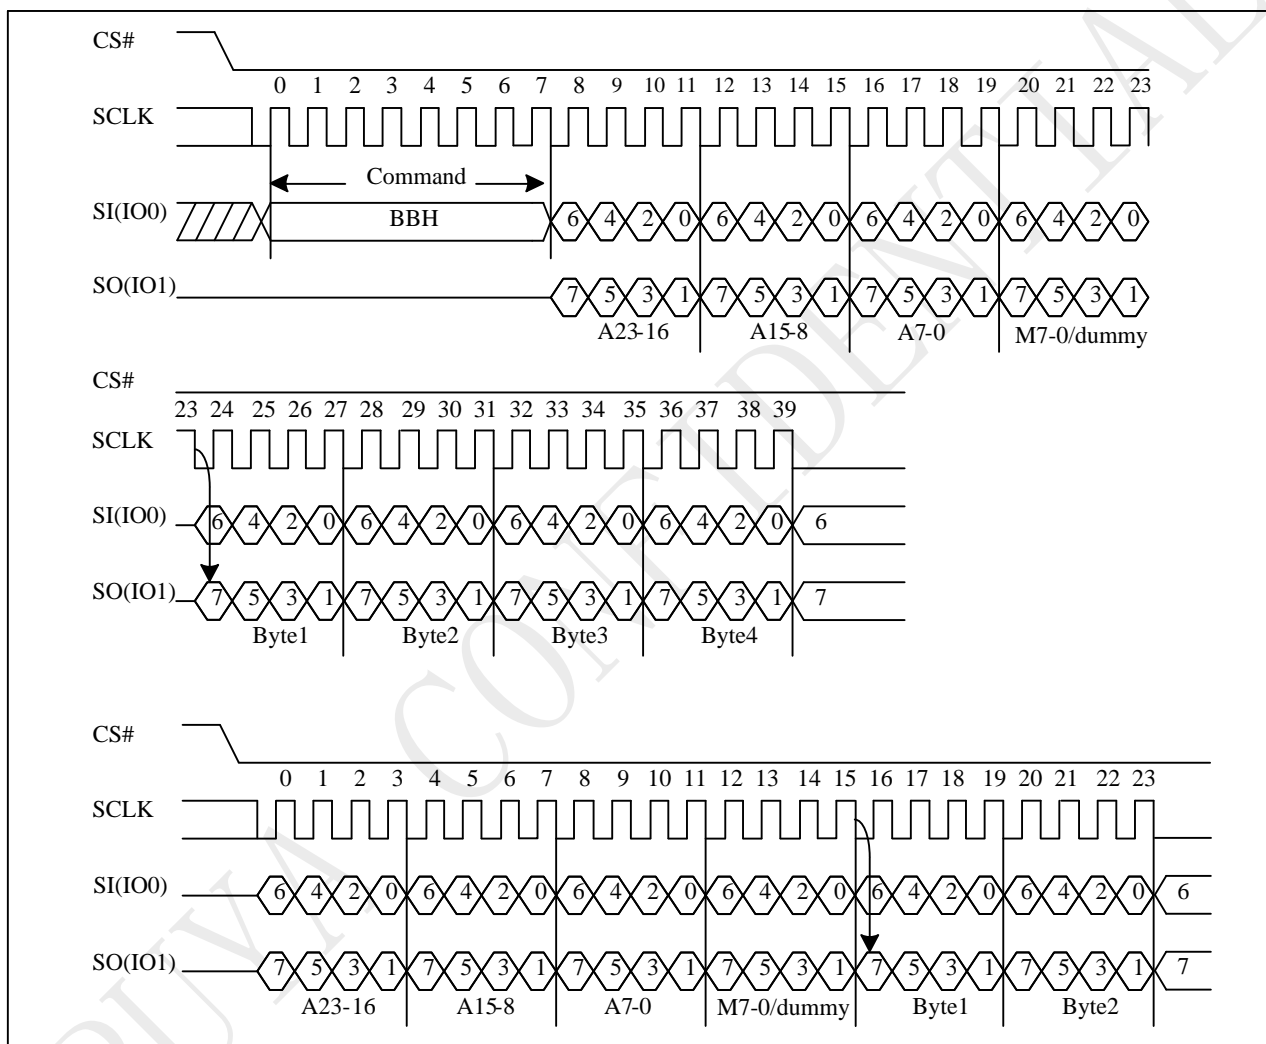 CS#
0 1 2 3 4 5 6 7 8 9 10 11 12 13 14 15 16 17 18 19 20 21 22 23
SCLK
Command
SI(IO0) BBH 6 4 2 0 6 4 2 0 6 4 2 0 6 4 2 0
SO(IO1) 7 5 3 1 7 5 3 1 7 5 3 1 7 5 3 1
A23-16 A15-8 A7-0 M7-0/dummy
CS#
23 24 25 26 27 28 29 30 31 32 33 34 35 36 37 38 39
SCLK
SI(IO0) 6 4 2 0 6 4 2 0 6 4 2 0 6 4 2 0 6
SO(IO1) 7 5 3 1 7 5 3 1 7 5 3 1 7 5 3 1 7
Byte1 Byte2 Byte3 Byte4
CS#
0 1 2 3 4 5 6 7 8 9 10 11 12 13 14 15 16 17 18 19 20 21 22 23
SCLK
SI(IO0) 6 4 2 0 6 4 2 0 6 4 2 0 6 4 2 0 6 4 2 0 6 4 2 0 6
SO(IO1) 7 5 3 1 7 5 3 1 7 5 3 1 7 5 3 1 7 5 3 1 7 5 3 1 7
A23-16 A15-8 A7-0 M7-0/dummy Byte1 Byte2
PUYA CONFIDENTIAL